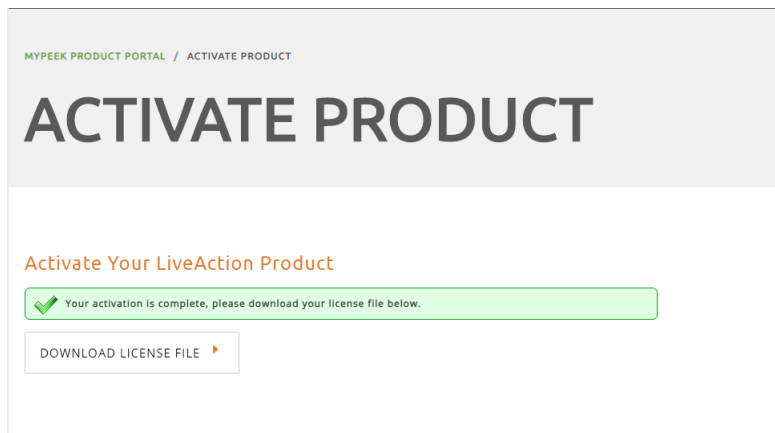 MYPEEK PRODUCT PORTAL / ACTIVATE PRODUCT
ACTIVATE PRODUCT
Activate Your LiveAction Product
Your activation is complete, please download your license file below.
DOWNLOAD LICENSE FILE